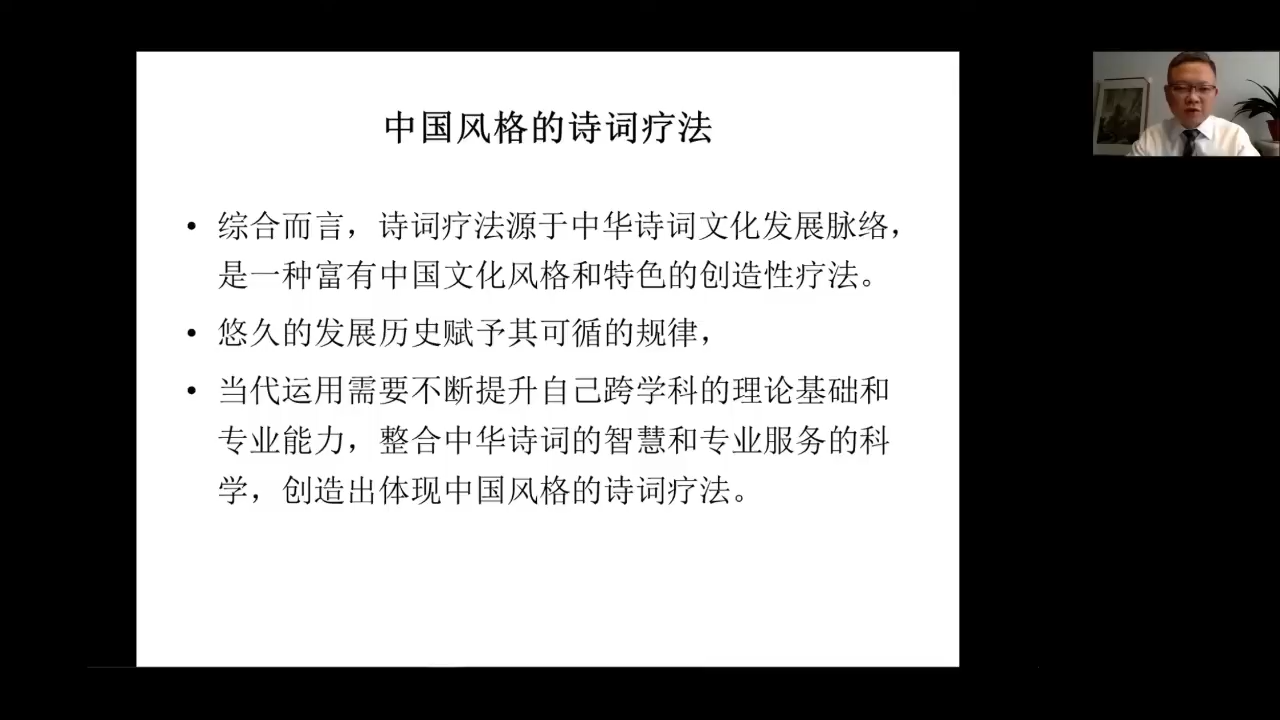 中国风格的诗词疗法
• 综合而言，诗词疗法源于中华诗词文化发展脉络，
是一种富有中国文化风格和特色的创造性疗法。
• 悠久的发展历史赋予其可循的规律，
• 当代运用需要不断提升自己跨学科的理论基础和
专业能力，整合中华诗词的智慧和专业服务的科
学，创造出体现中国风格的诗词疗法。